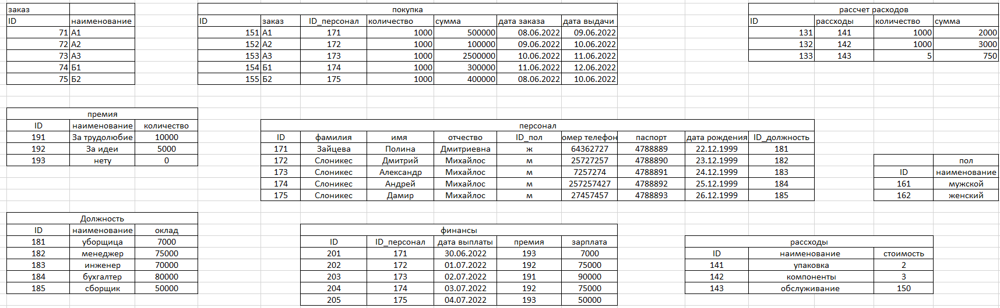 заказ
ID наименование
71 А1
72 А2
73 А3
74 Б1
75 Б2
покупка
ID заказ ID_персонал количество сумма дата заказа дата выдачи
151 А1 171 1000 500000 08.06.2022 09.06.2022
152 А2 172 1000 100000 09.06.2022 10.06.2022
153 А3 173 1000 2500000 10.06.2022 11.06.2022
154 Б1 174 1000 300000 11.06.2022 12.06.2022
155 Б2 175 1000 400000 08.06.2022 10.06.2022
рассчет расходов
ID рассходы количество сумма
131 141 1000 2000
132 142 1000 3000
133 143 5 750
премия
ID наименование количество
191 За трудолюбие 10000
192 За идеи 5000
193 нету 0
персонал
ID фамилия имя отчество ID_пол омер телефон паспорт дата рождения ID_должность
171 Зайцева Полина Дмитриевна ж 64362727 4788889 22.12.1999 181
172 Слоникес Дмитрий Михайлос м 25727257 4788890 23.12.1999 182
173 Слоникес Александр Михайлос м 7257274 4788891 24.12.1999 183
174 Слоникес Андрей Михайлос м 257257427 4788892 25.12.1999 184
175 Слоникес Дамир Михайлос м 27457457 4788893 26.12.1999 185
пол
ID наименование
161 мужской
162 женский
Должность
ID наименование оклад
181 уборщица 7000
182 менеджер 75000
183 инженер 70000
184 бухгалтер 80000
185 сборщик 50000
финансы
ID ID_персонал дата выплаты премия зарплата
201 171 30.06.2022 193 7000
202 172 01.07.2022 192 75000
203 173 02.07.2022 191 90000
204 174 03.07.2022 192 75000
205 175 04.07.2022 193 50000
рассходы
ID наименование стоимость
141 упаковка 2
142 компоненты 3
143 обслуживание 150